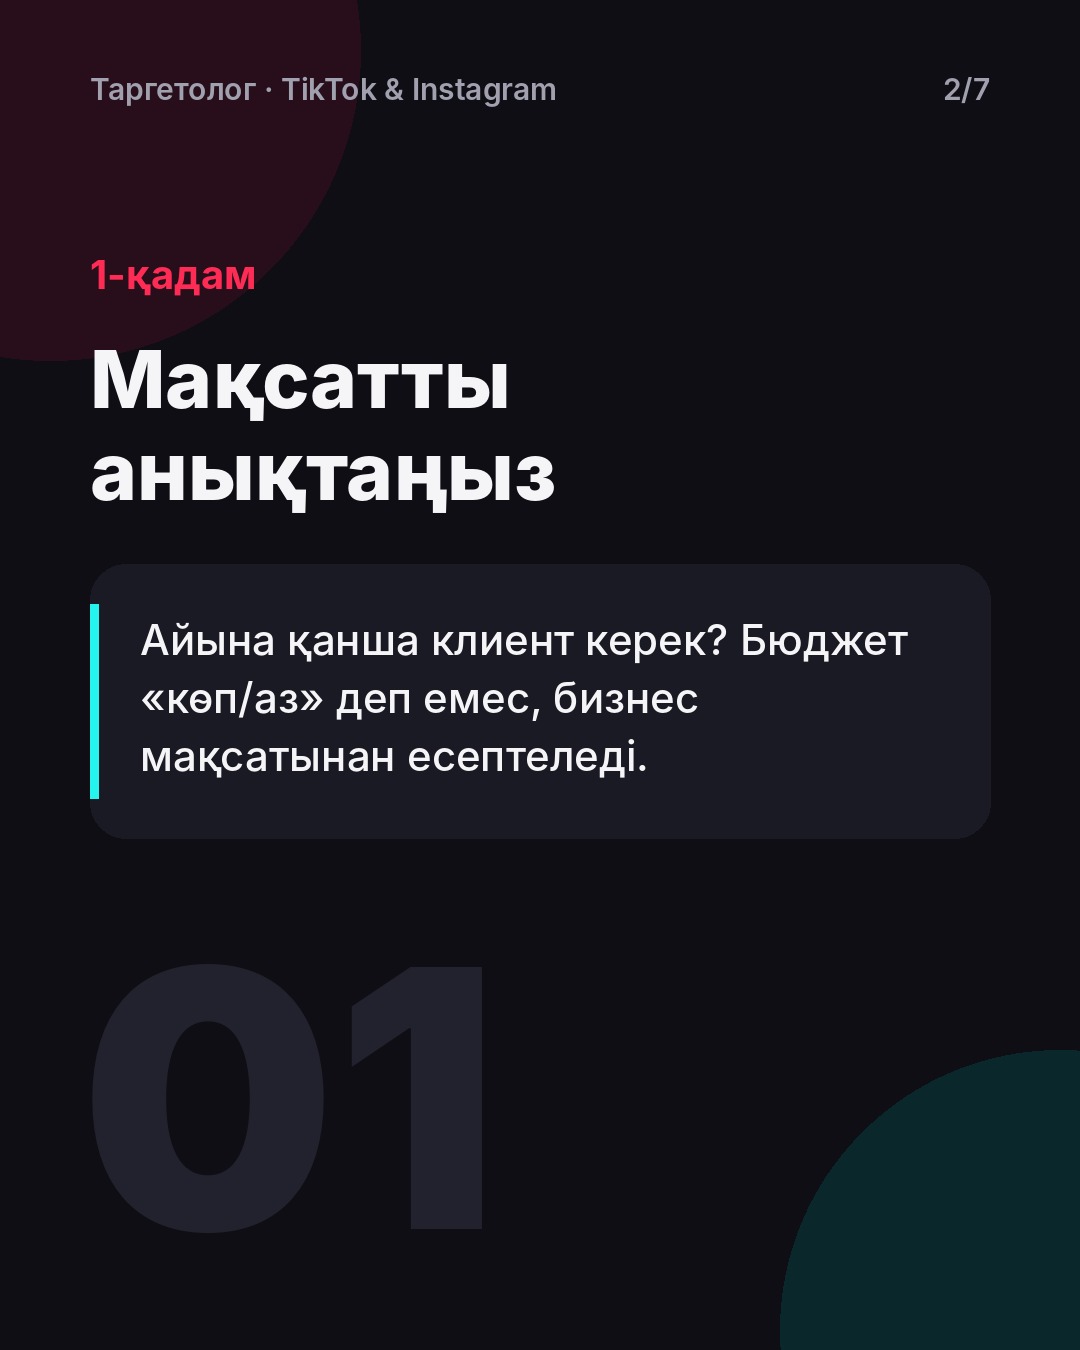 Таргетолог · TikTok & Instagram
2/7
1-қадам
Мақсатты
анықтаңыз
Айына қанша клиент керек? Бюджет
«көп/аз» деп емес, бизнес
мақсатынан есептеледі.
01